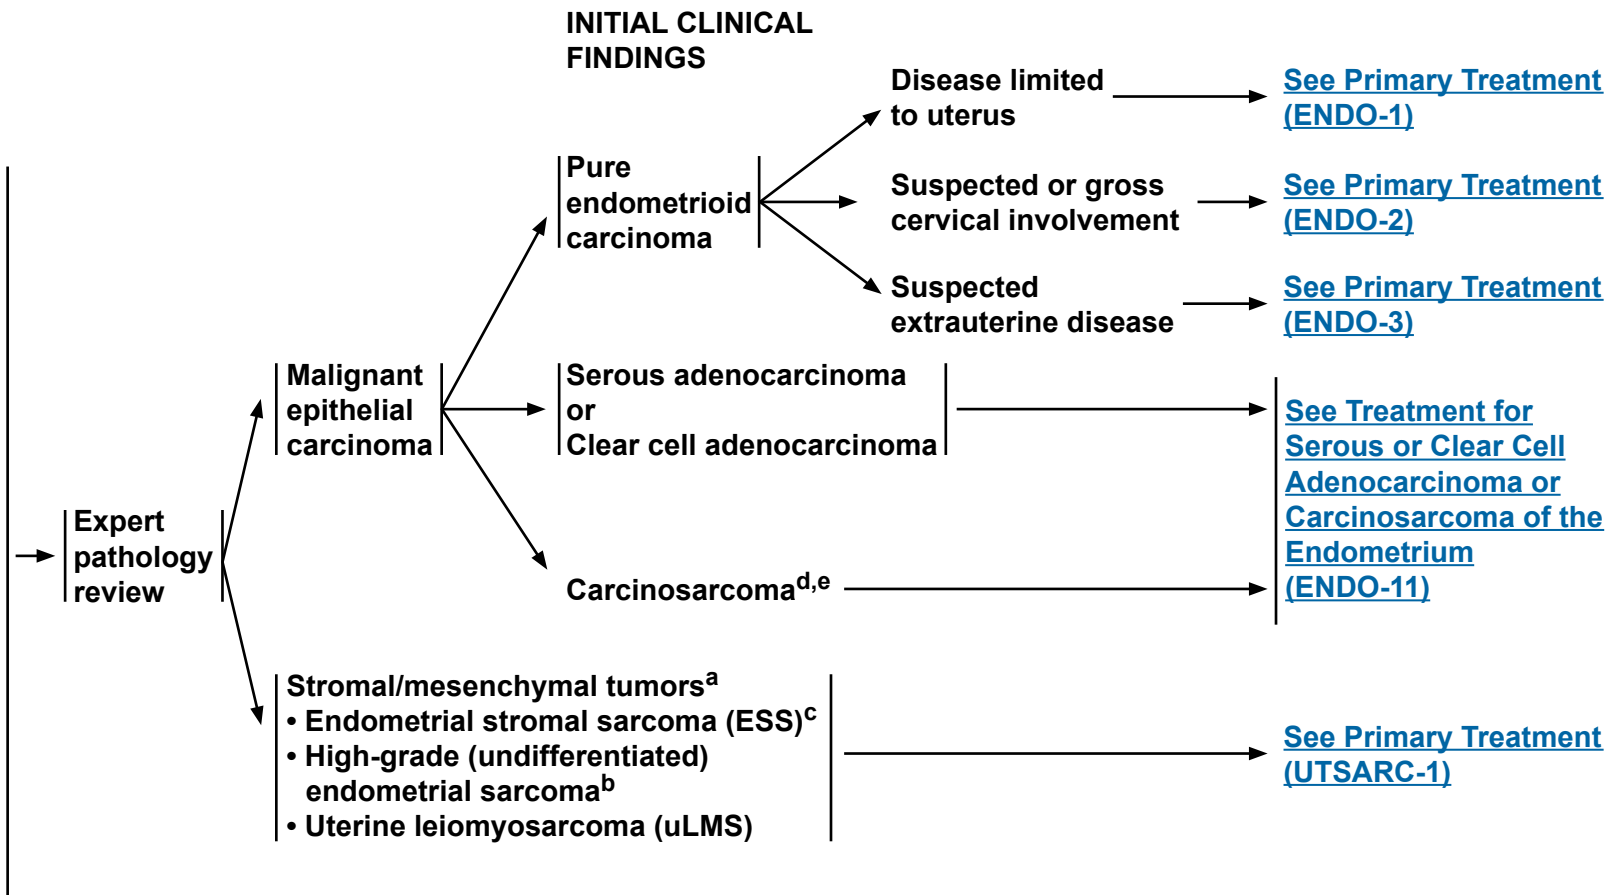 INITIAL CLINICAL
FINDINGS
Disease limited
to uterus
See Primary Treatment
(ENDO-1)
Pure
endometrioid
carcinoma
Suspected or gross
cervical involvement
See Primary Treatment
(ENDO-2)
Suspected
extrauterine disease
See Primary Treatment
(ENDO-3)
Malignant
epithelial
carcinoma
Serous adenocarcinoma
or
Clear cell adenocarcinoma
See Treatment for
Serous or Clear Cell
Adenocarcinoma or
Carcinosarcoma of the
Endometrium
(ENDO-11)
Expert
pathology
review
Carcinosarcomad,e
Stromal/mesenchymal tumorsa
• Endometrial stromal sarcoma (ESS)c
• High-grade (undifferentiated)
endometrial sarcomab
• Uterine leiomyosarcoma (uLMS)
See Primary Treatment
(UTSARC-1)